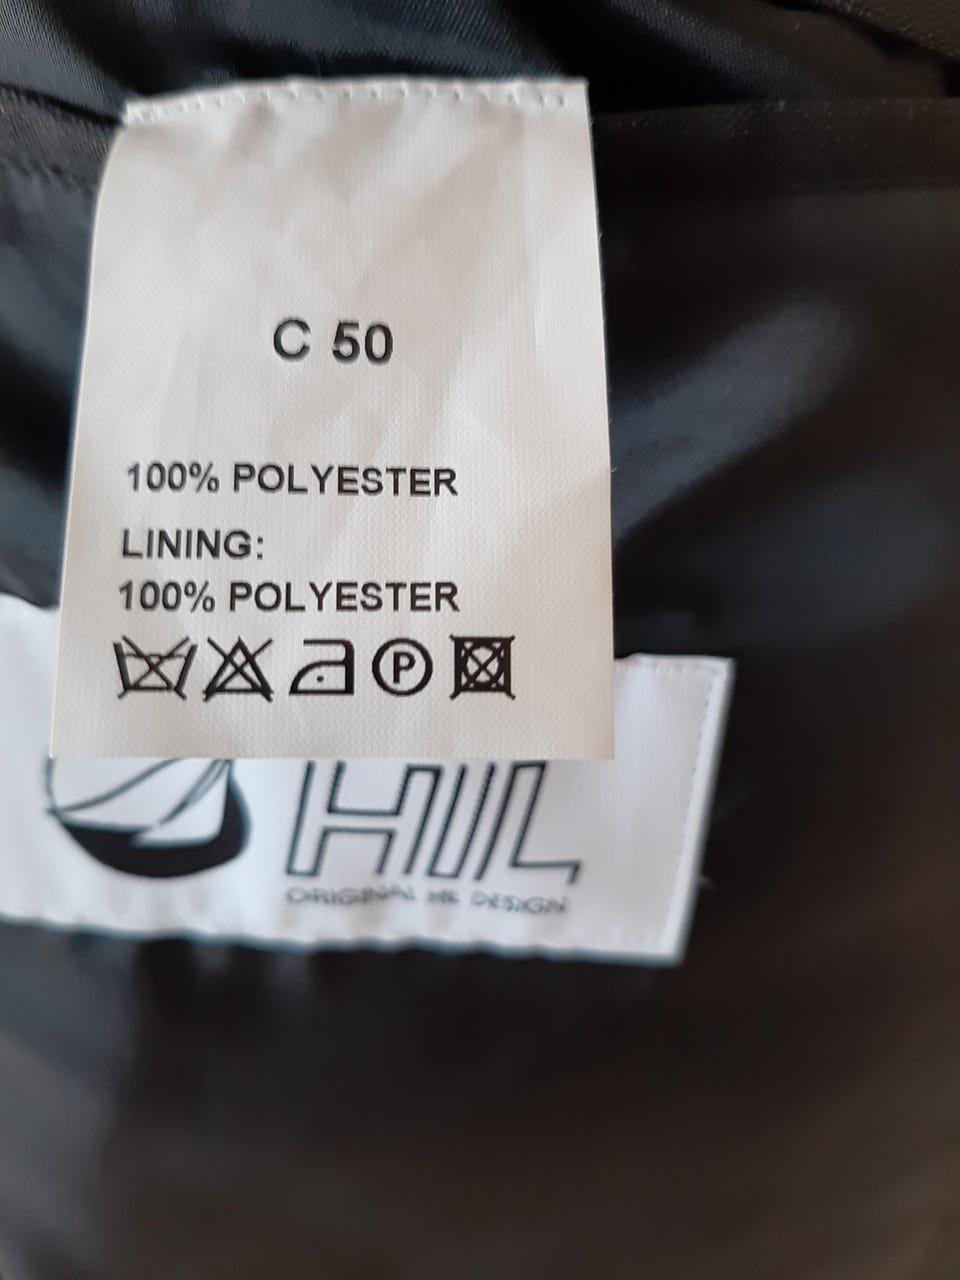 C 50
100% POLYESTER
LINING:
100% POLYESTER
P
HIL
ORIGINAL HIL DESIGN